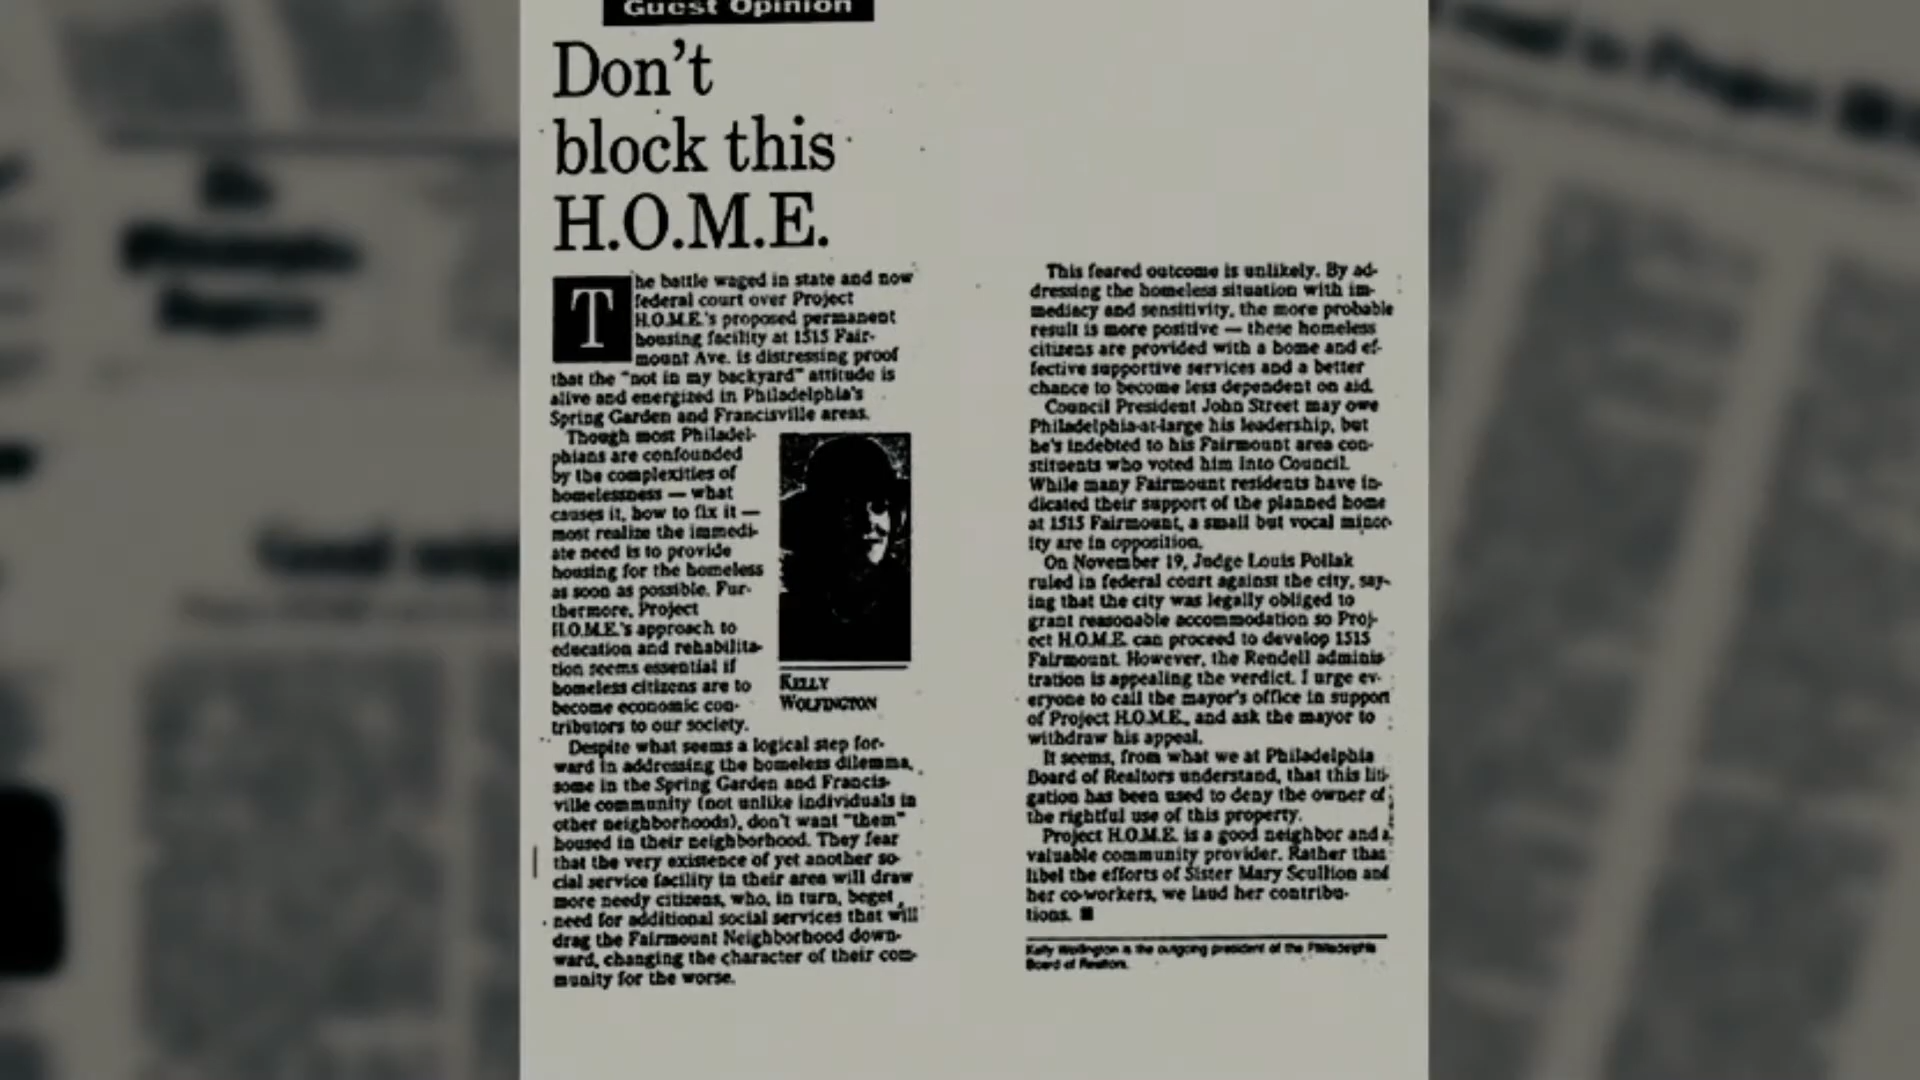 Guest Opinion
Don't
block this
H.O.M.E.
The battle waged in state and now
federal court over Project
H.O.M.E.'s proposed permanent
housing facility at 1515 Fair-
mount Ave. is distressing proof
that the "not in my backyard" attitude is
alive and energized in Philadelphia's
Spring Garden and Francisville areas.
Though most Philadel-
phians are confounded
by the complexities of
homelessness — what
causes it, how to fix it —
most realize the immedi-
ate need is to provide
housing for the homeless
as soon as possible. Fur-
thermore, Project
H.O.M.E.'s approach to
education and rehabilita-
tion seems essential if
homeless citizens are to
become economic con-
tributors to our society.
KELLY
WOLFINGTON
Despite what seems a logical step for-
ward in addressing the homeless dilemma,
some in the Spring Garden and Francis-
ville community (not unlike individuals in
other neighborhoods), don't want "them"
housed in their neighborhood. They fear
that the very existence of yet another so-
cial service facility in their area will draw
more needy citizens, who, in turn, beget
need for additional social services that will
drag the Fairmount Neighborhood down-
ward, changing the character of their com-
munity for the worse.
This feared outcome is unlikely. By ad-
dressing the homeless situation with im-
mediacy and sensitivity, the more probable
result is more positive — these homeless
citizens are provided with a home and ef-
fective supportive services and a better
chance to become less dependent on aid.
Council President John Street may owe
Philadelphia-at-large his leadership, but
he's indebted to his Fairmount area con-
stituents who voted him into Council.
While many Fairmount residents have in-
dicated their support of the planned home
at 1515 Fairmount, a small but vocal minor-
ity are in opposition.
On November 19, Judge Louis Pollak
ruled in federal court against the city, say-
ing that the city was legally obliged to
grant reasonable accommodation so Proj-
ect H.O.M.E. can proceed to develop 1515
Fairmount. However, the Rendell adminis-
tration is appealing the verdict. I urge ev-
eryone to call the mayor's office in support
of Project H.O.M.E., and ask the mayor to
withdraw his appeal.
It seems, from what we at Philadelphia
Board of Realtors understand, that this liti-
gation has been used to deny the owner of
the rightful use of this property.
Project H.O.M.E. is a good neighbor and a
valuable community provider. Rather than
libel the efforts of Sister Mary Scullion and
her co-workers, we laud her contribu-
tions. ■
Kelly Wolfington is the outgoing president of the Philadelphia
Board of Realtors.